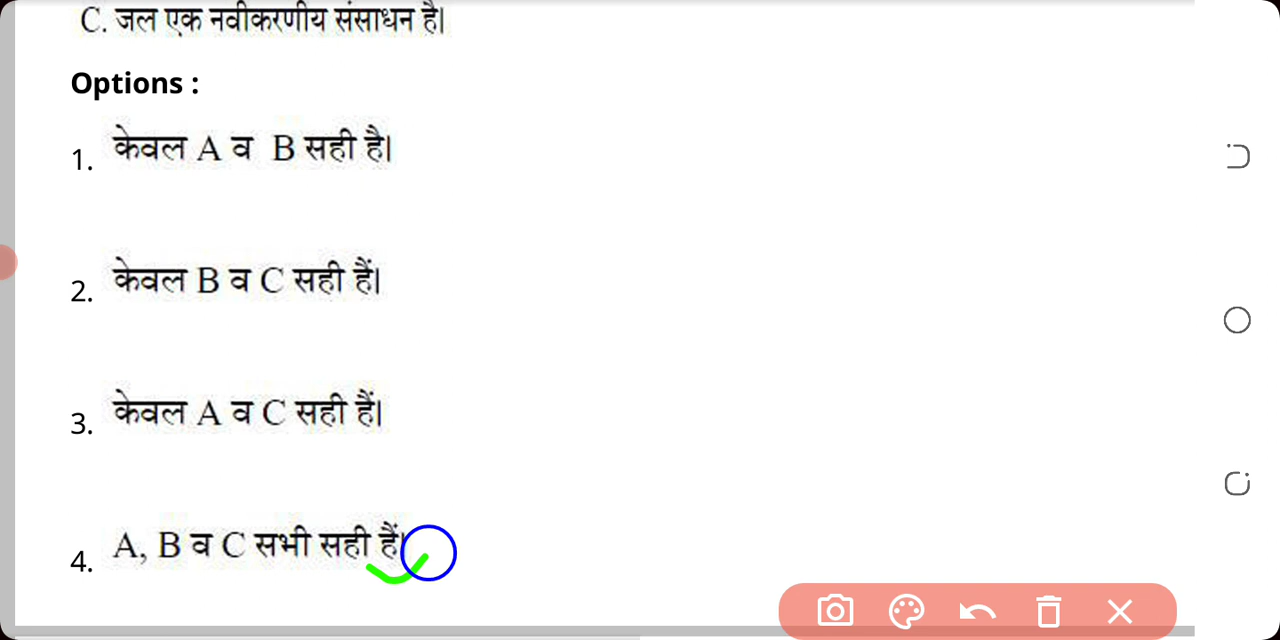 C. जल एक नवीकरणीय संसाधन है।
Options :
1. केवल A व B सही है।
2. केवल B व C सही हैं।
3. केवल A व C सही हैं।
4. A, B व C सभी सही हैं।